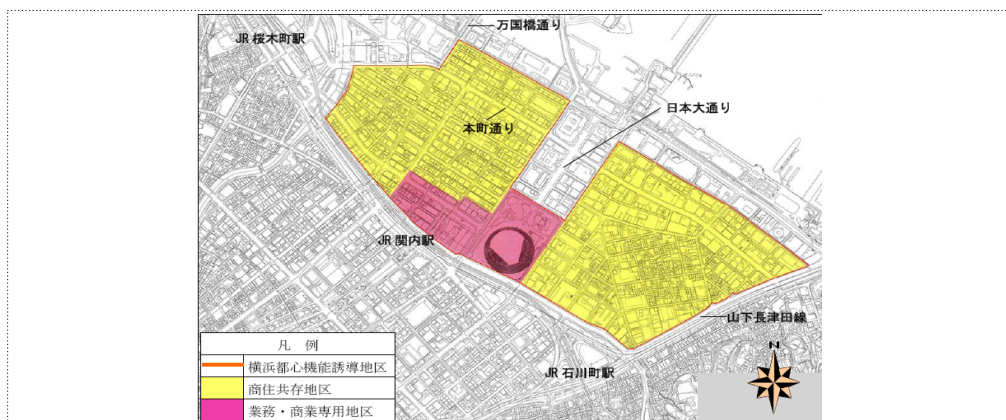 万国橋通り
JR 桜木町駅
日本大通り
本町通り
JR 関内駅
山下長津田線
JR 石川町駅
N
凡 例
横浜都心機能誘導地区
商住共存地区
業務・商業専用地区